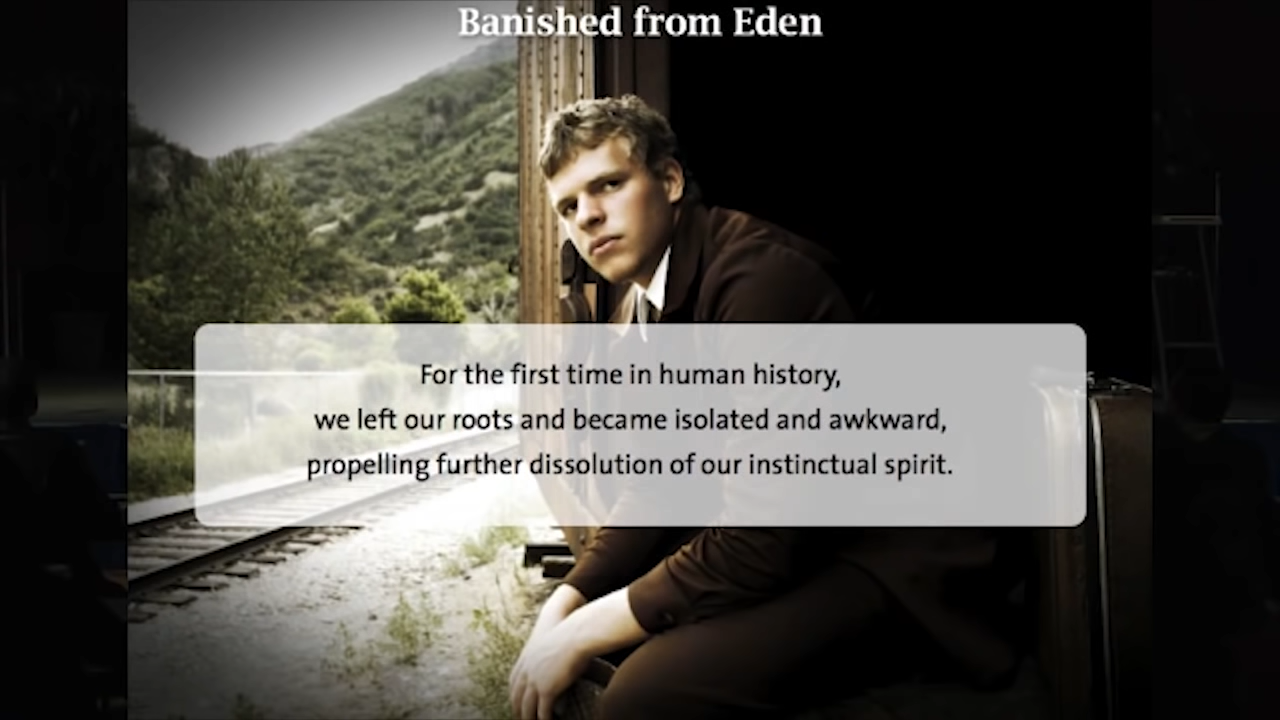 Banished from Eden
For the first time in human history,
we left our roots and became isolated and awkward,
propelling further dissolution of our instinctual spirit.